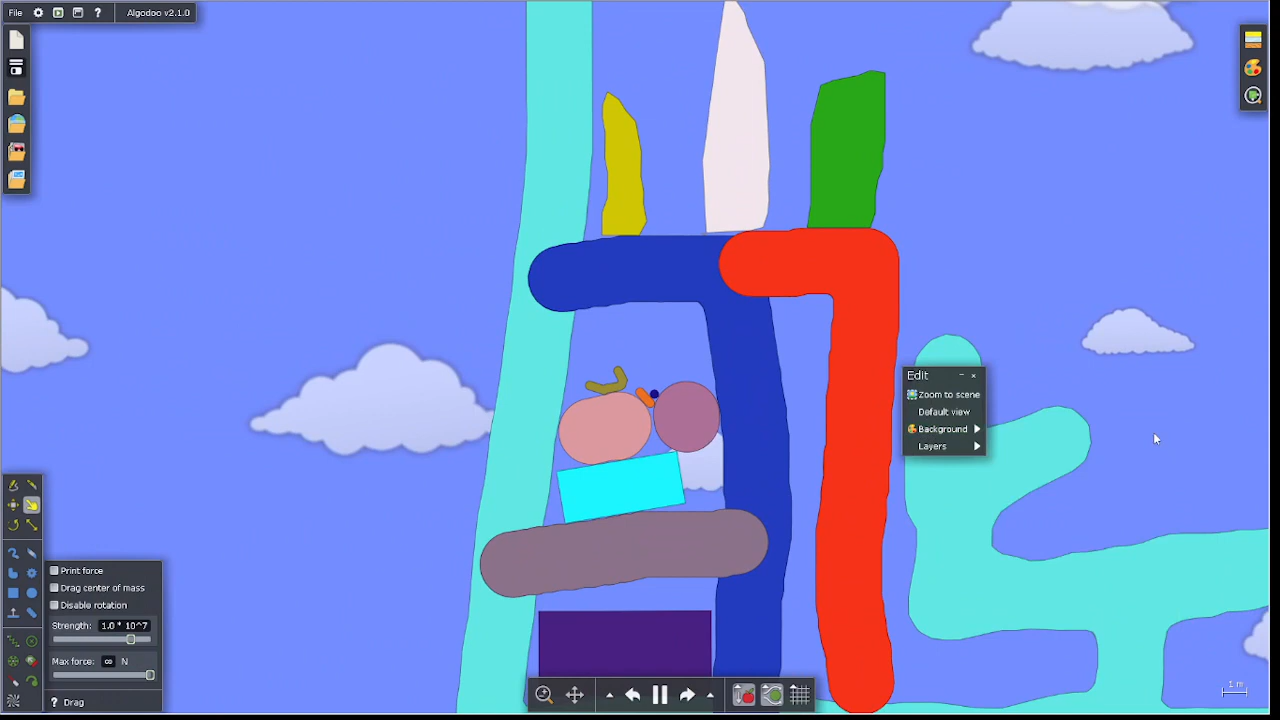 File ? Algodoo v2.1.0
Edit
Zoom to scene
Default view
Background
Layers
Print force
Drag center of mass
Disable rotation
Strength: 1.0 * 10^7
Max force: ∞ N
? Drag
1 m